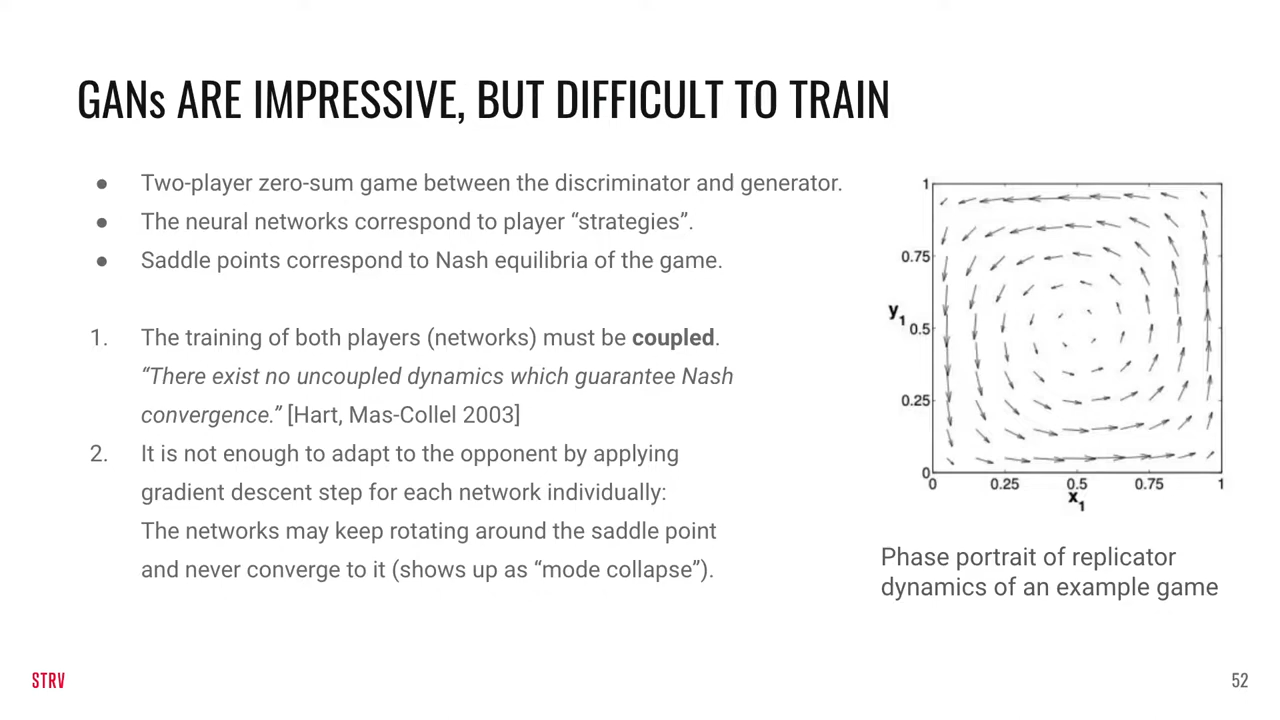 GANs ARE IMPRESSIVE, BUT DIFFICULT TO TRAIN
● Two-player zero-sum game between the discriminator and generator.
● The neural networks correspond to player “strategies”.
● Saddle points correspond to Nash equilibria of the game.
1. The training of both players (networks) must be coupled.
“There exist no uncoupled dynamics which guarantee Nash
convergence.” [Hart, Mas-Collel 2003]
2. It is not enough to adapt to the opponent by applying
gradient descent step for each network individually:
The networks may keep rotating around the saddle point
and never converge to it (shows up as “mode collapse”).
1
0.75
y1
0.5
0.25
0
0 0.25 0.5 0.75 1
x1
Phase portrait of replicator
dynamics of an example game
STRV
52